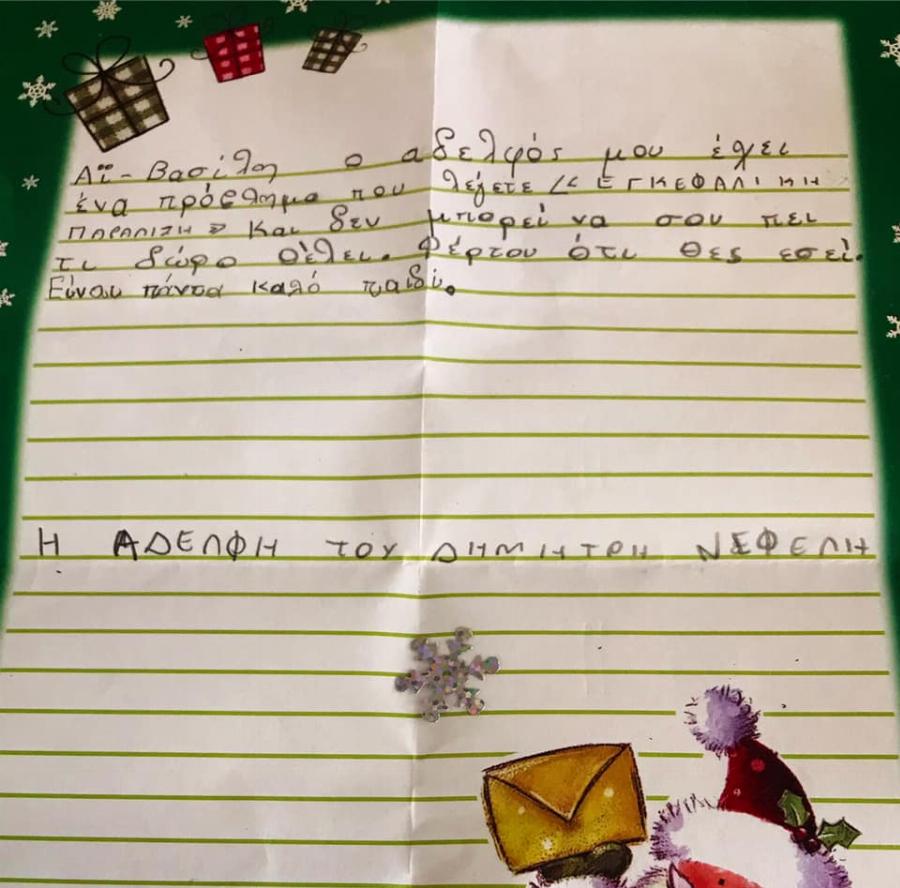 Αϊ-Βασίλη ο αδελφός μου έχει
ένα πρόβλημα που λέγετε << ΕΓΚΕΦΑΛΙΚΗ
ΠΑΡΑΛΙΣΗ >> Και δεν μπορεί να σου πει
τι δώρο θέλει. Φέρτου ότι θες εσεί.
Είναι πάντα καλό παιδί.
Η ΑΔΕΛΦΗ ΤΟΥ ΔΗΜΗΤΡΗ ΝΕΦΕΛΗ